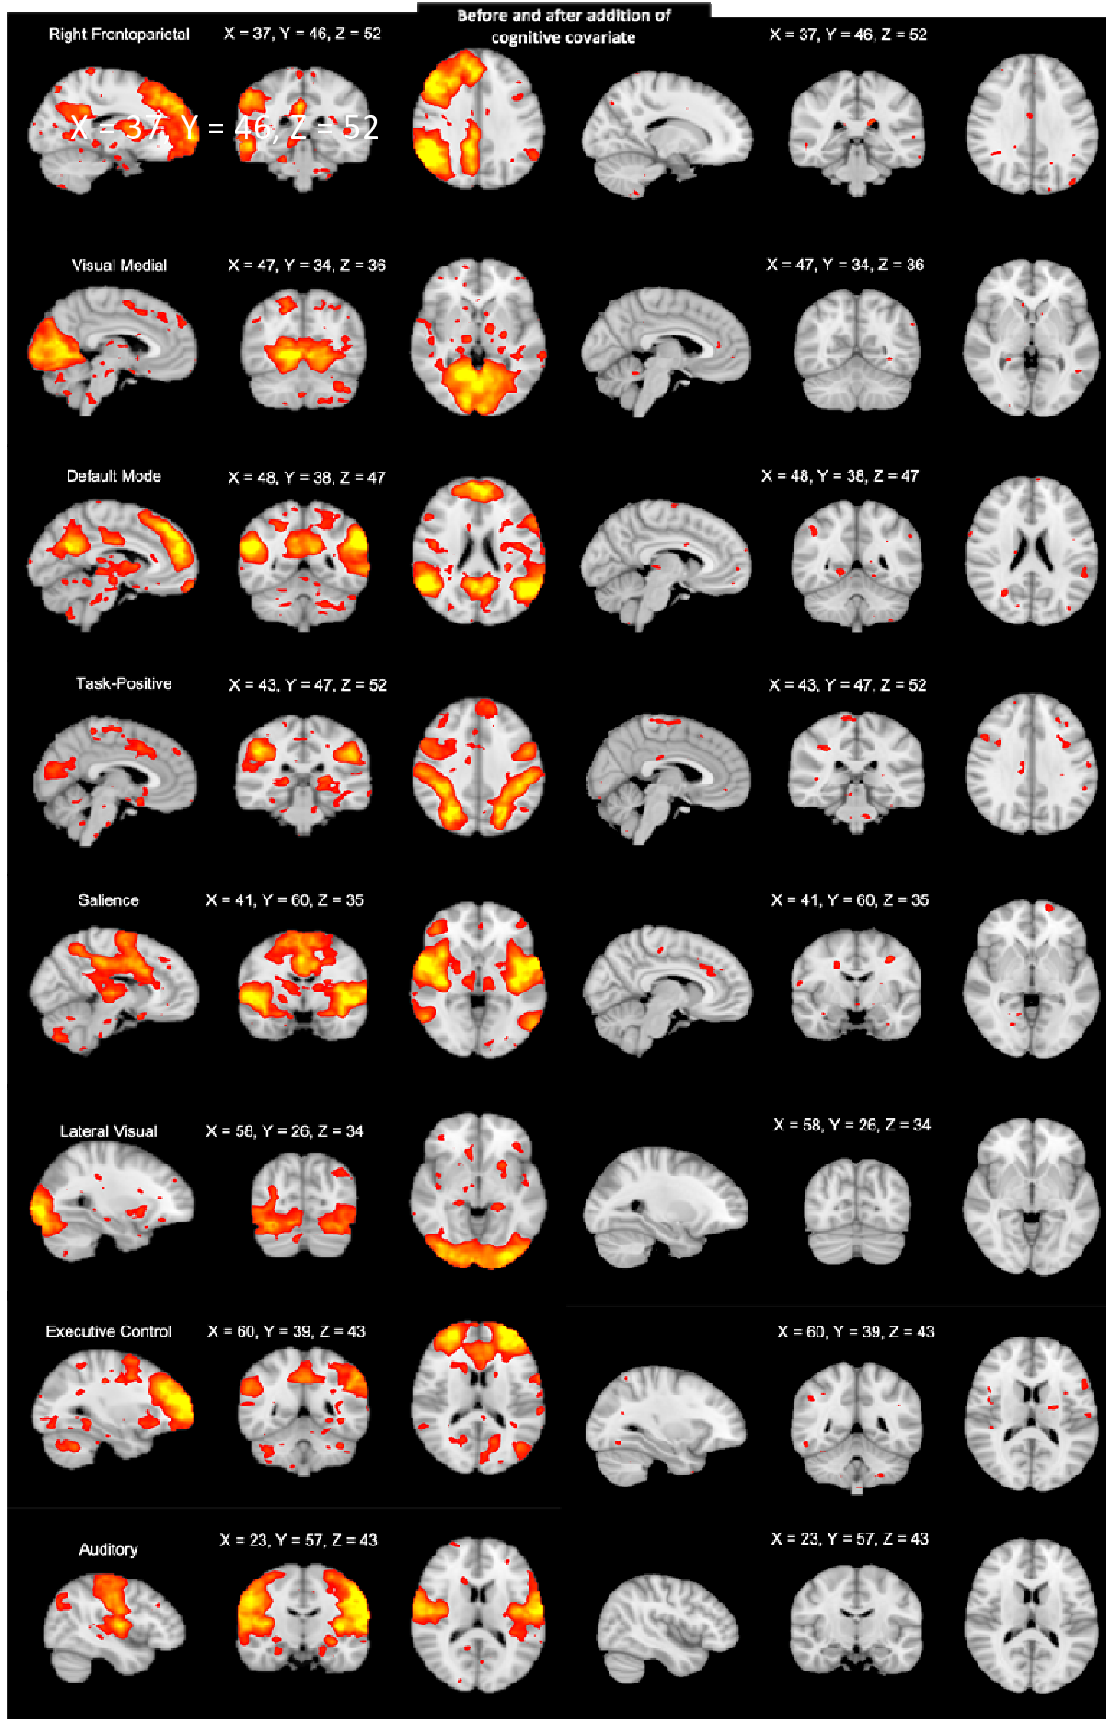 Before and after addition of
cognitive covariate
Right Frontoparietal X = 37, Y = 46, Z = 52 X = 37, Y = 46, Z = 52
X = 37, Y = 46, Z = 52
Visual Medial X = 47, Y = 34, Z = 36 X = 47, Y = 34, Z = 36
Default Mode X = 48, Y = 38, Z = 47 X = 48, Y = 38, Z = 47
Task-Positive X = 43, Y = 47, Z = 52 X = 43, Y = 47, Z = 52
Salience X = 41, Y = 60, Z = 35 X = 41, Y = 60, Z = 35
Lateral Visual X = 58, Y = 26, Z = 34 X = 58, Y = 26, Z = 34
Executive Control X = 60, Y = 39, Z = 43 X = 60, Y = 39, Z = 43
Auditory X = 23, Y = 57, Z = 43 X = 23, Y = 57, Z = 43